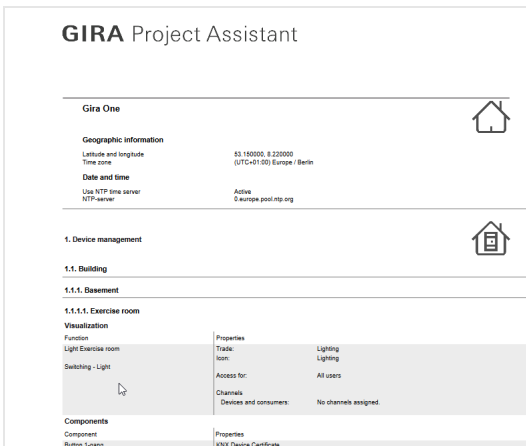 GIRA Project Assistant
Gira One
Geographic information
Latitude and longitude 53.150000, 8.220000
Time zone (UTC+01:00) Europe / Berlin
Date and time
Use NTP time server Active
NTP-server 0.europe.pool.ntp.org
1. Device management
1.1. Building
1.1.1. Basement
1.1.1.1. Exercise room
Visualization
Function Properties
Light Exercise room Trade: Lighting
Icon: Lighting
Switching - Light
Access for: All users
Channels
Devices and consumers: No channels assigned.
Components
Component Properties
Button 1-gang KNX Device Certificate